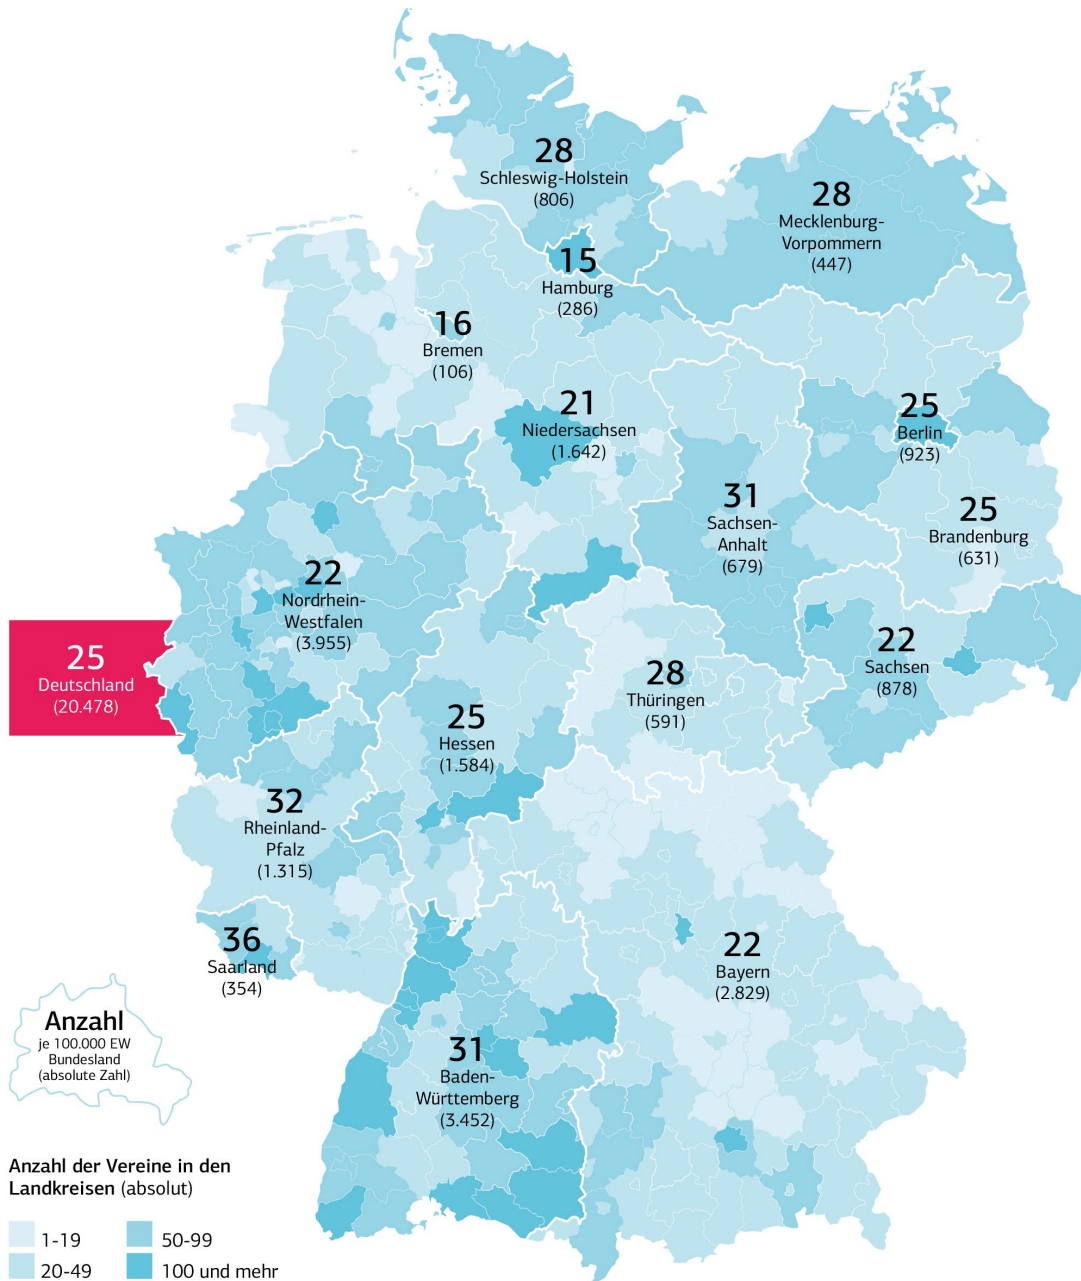 28
Schleswig-Holstein
(806)
28
Mecklenburg-
Vorpommern
(447)
15
Hamburg
(286)
16
Bremen
(106)
21
Niedersachsen
(1.642)
25
Berlin
(923)
31
Sachsen-
Anhalt
(679)
25
Brandenburg
(631)
22
Nordrhein-
Westfalen
(3.955)
25
Deutschland
(20.478)
22
Sachsen
(878)
28
Thüringen
(591)
25
Hessen
(1.584)
32
Rheinland-
Pfalz
(1.315)
36
Saarland
(354)
22
Bayern
(2.829)
31
Baden-
Württemberg
(3.452)
Anzahl
je 100.000 EW
Bundesland
(absolute Zahl)
Anzahl der Vereine in den
Landkreisen (absolut)
1-19
50-99
20-49
100 und mehr